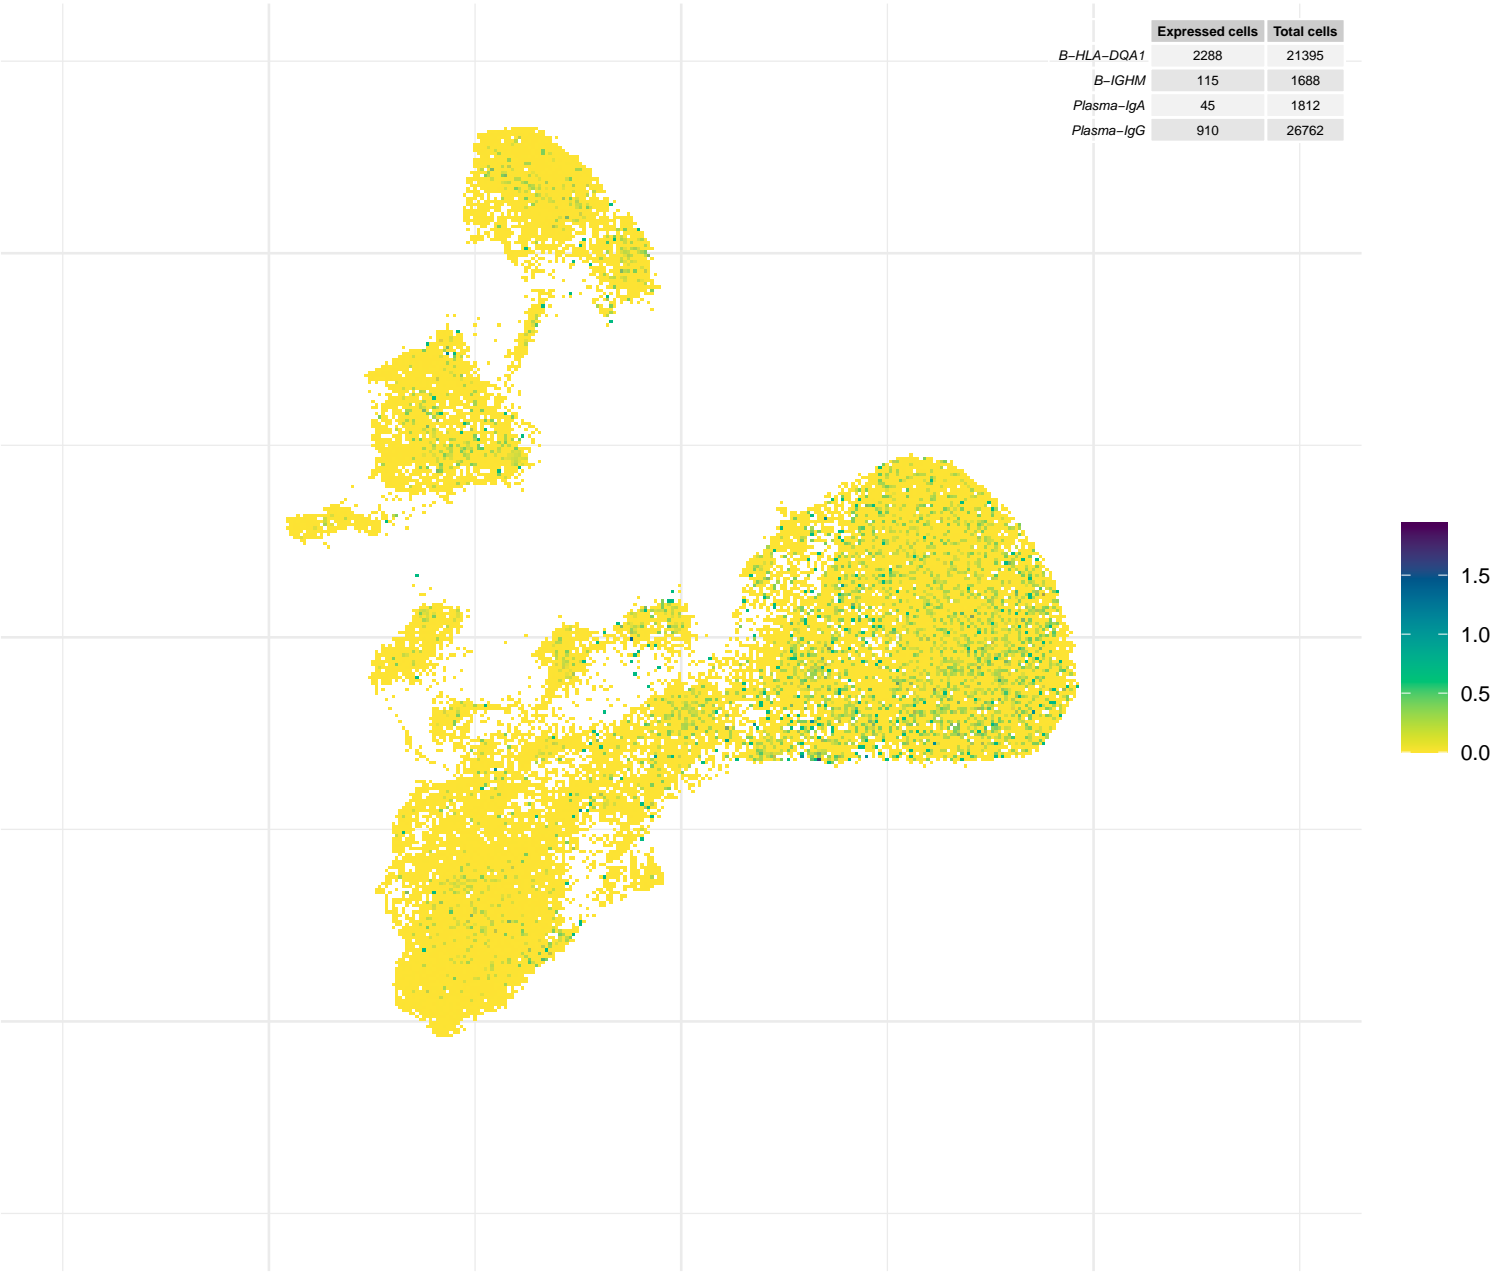 Expressed cells Total cells
B−HLA−DQA1 2288 21395
B−IGHM 115 1688
Plasma−IgA 45 1812
Plasma−IgG 910 26762
1.5
1.0
0.5
0.0